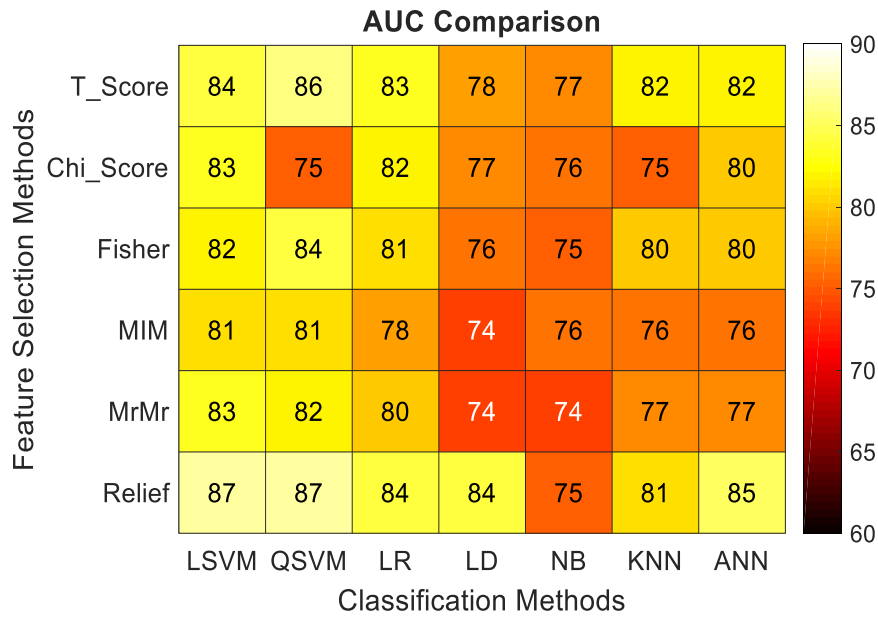 AUC Comparison
Feature Selection Methods
T_Score 84 86 83 78 77 82 82
Chi_Score 83 75 82 77 76 75 80
Fisher 82 84 81 76 75 80 80
MIM 81 81 78 74 76 76 76
MrMr 83 82 80 74 74 77 77
Relief 87 87 84 84 75 81 85
LSVM QSVM LR LD NB KNN ANN
Classification Methods
90
85
80
75
70
65
60